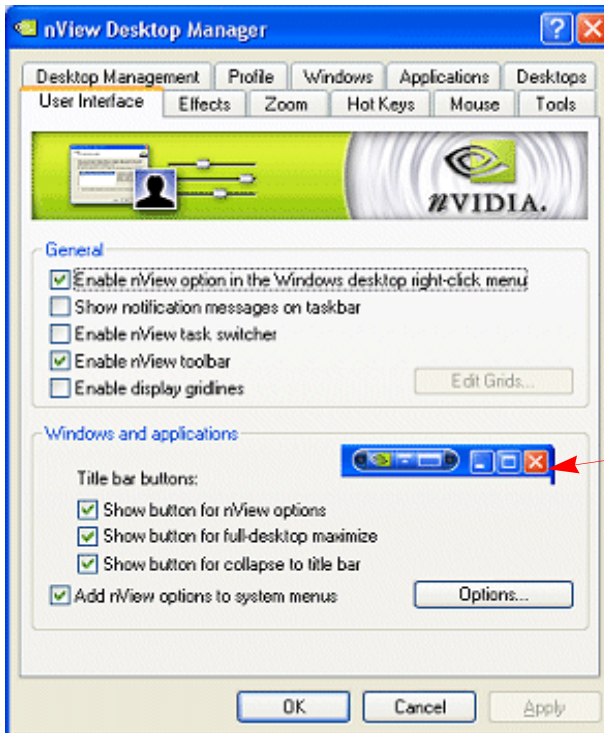 nView Desktop Manager
Desktop Management Profile Windows Applications Desktops
User Interface Effects Zoom Hot Keys Mouse Tools
nVIDIA.
General
Enable nView option in the Windows desktop right-click menu
Show notification messages on taskbar
Enable nView task switcher
Enable nView toolbar
Enable display gridlines
Edit Grids...
Windows and applications
Title bar buttons:
Show button for nView options
Show button for full-desktop maximize
Show button for collapse to title bar
Add nView options to system menus
Options...
OK Cancel Apply